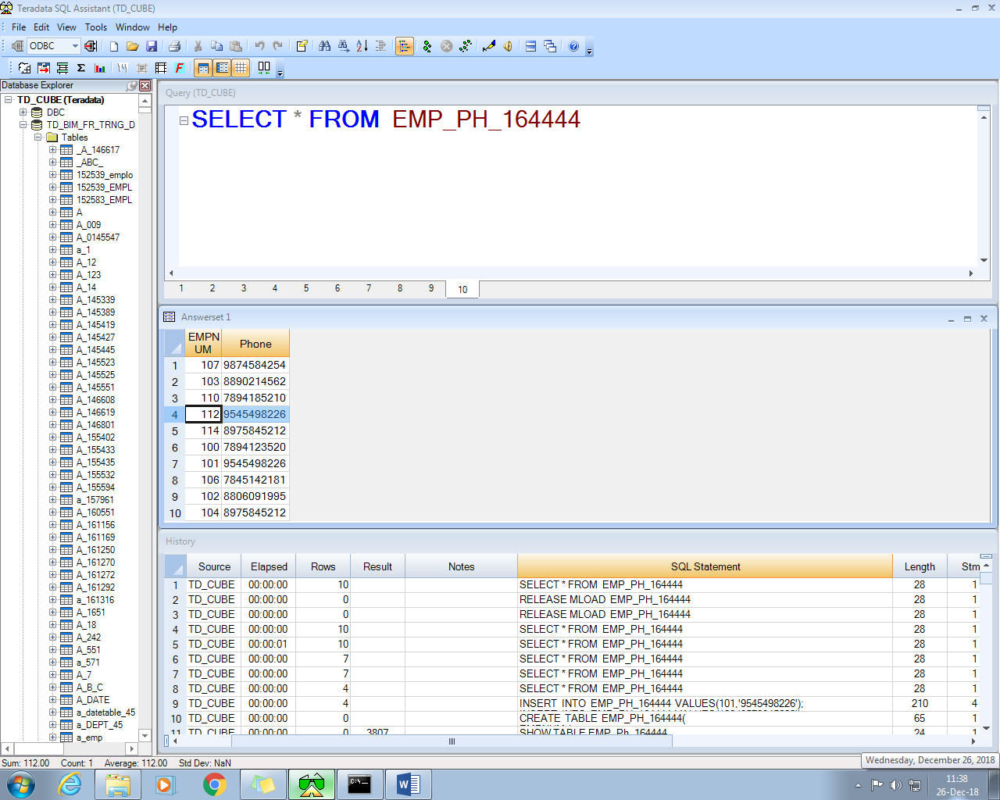 Teradata SQL Assistant (TD_CUBE)
File Edit View Tools Window Help
ODBC
Database Explorer
TD_CUBE (Teradata)
DBC
TD_BIM_FR_TRNG_D
Tables
_A_146617
_ABC_
152539_emplo
152539_EMPL
152583_EMPL
A
A_009
A_0145547
a_1
A_12
A_123
A_14
A_145339
A_145389
A_145419
A_145427
A_145445
A_145523
A_145525
A_145551
A_146608
A_146619
A_146801
A_155402
A_155433
A_155435
A_155532
A_155594
a_157961
A_160551
A_161156
A_161169
A_161250
A_161270
A_161272
A_161292
a_161316
A_1651
A_18
A_242
A_551
a_571
A_7
A_B_C
A_DATE
a_datetable_45
a_DEPT_45
a_emp
Query (TD_CUBE)
SELECT * FROM EMP_PH_164444
1 2 3 4 5 6 7 8 9 10
Answerset 1
EMPN
UM Phone
1 107 9874584254
2 103 8890214562
3 110 7894185210
4 112 9545498226
5 114 8975845212
6 100 7894123520
7 101 9545498226
8 106 7845142181
9 102 8806091995
10 104 8975845212
History
Source Elapsed Rows Result Notes SQL Statement Length Stm
1 TD_CUBE 00:00:00 10 SELECT * FROM EMP_PH_164444 28 1
2 TD_CUBE 00:00:00 0 RELEASE MLOAD EMP_PH_164444 28 1
3 TD_CUBE 00:00:00 0 RELEASE MLOAD EMP_PH_164444 28 1
4 TD_CUBE 00:00:00 10 SELECT * FROM EMP_PH_164444 28 1
5 TD_CUBE 00:00:01 10 SELECT * FROM EMP_PH_164444 28 1
6 TD_CUBE 00:00:00 7 SELECT * FROM EMP_PH_164444 28 1
7 TD_CUBE 00:00:00 7 SELECT * FROM EMP_PH_164444 28 1
8 TD_CUBE 00:00:00 4 SELECT * FROM EMP_PH_164444 28 1
9 TD_CUBE 00:00:00 4 INSERT INTO EMP_PH_164444 VALUES(101,'9545498226'); 210 4
10 TD_CUBE 00:00:00 0 CREATE TABLE EMP_PH_164444( 65 1
11 TD_CUBE 00:00:00 0 3807 SHOW TABLE EMP_Ph_164444 24 1
Sum: 112.00 Count: 1 Average: 112.00 Std Dev: NaN
Wednesday, December 26, 2018
11:38
26-Dec-18